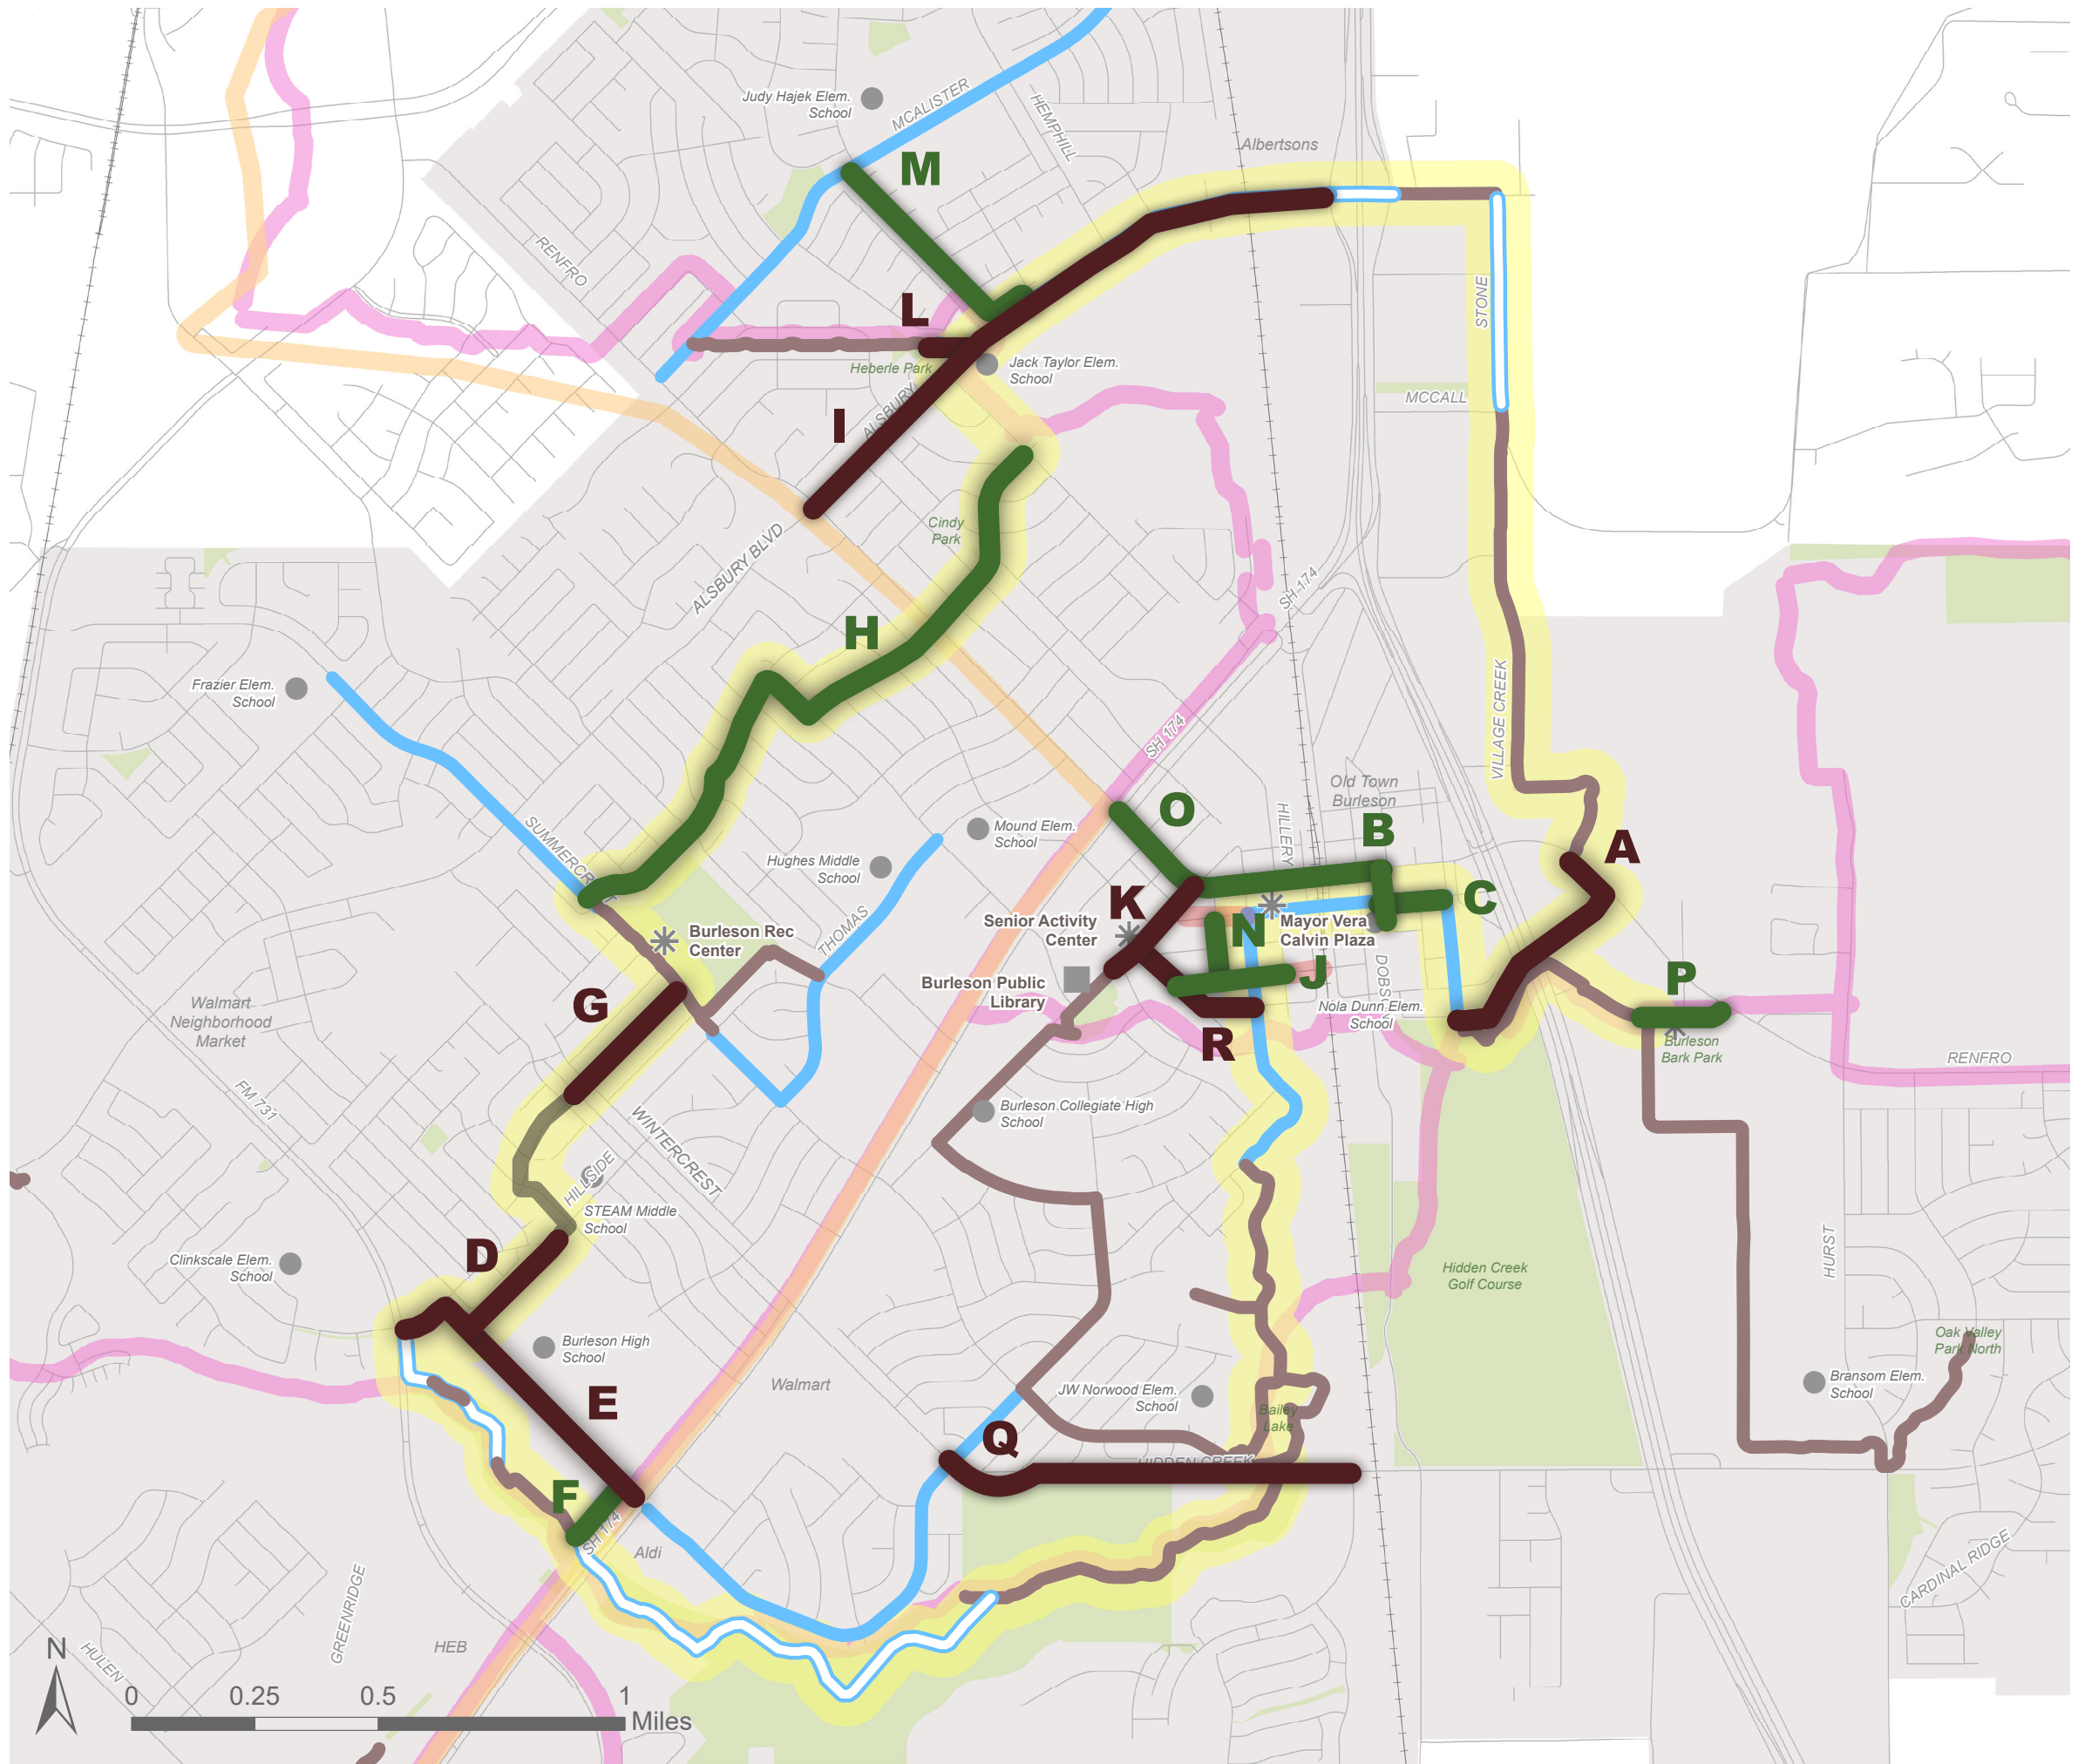 Judy Hajek Elem.
School
MCALISTER
HEMPHILL
Albertsons
M
RENFRO
STONE
L
Jack Taylor Elem.
School
Heberle Park
ALSBURY
MCCALL
I
Cindy
Park
ALSBURY BLVD
SH 174
H
Frazier Elem.
School
VILLAGE CREEK
SH 174
Old Town
Burleson
O
HILLERY
B
SUMMERCR
Mound Elem.
School
A
Hughes Middle
School
K
C
THOMAS
Senior Activity
Center
N
Mayor Vera
Calvin Plaza
Burleson Rec
Center
DOBSON
J
P
Burleson Public
Library
G
Walmart
Neighborhood
Market
Nola Dunn Elem.
School
R
Burleson
Bark Park
RENFRO
FM 731
WINTERCREST
Burleson Collegiate High
School
HILLSIDE
STEAM Middle
School
D
Clinkscale Elem.
School
HURST
Hidden Creek
Golf Course
Burleson High
School
Oak Valley
Park North
Walmart
JW Norwood Elem.
School
Bransom Elem.
School
E
Bailey
Lake
Q
HIDDEN CREEK
F
SH 174
Aldi
GREENRIDGE
CARDINAL RIDGE
HEB
HULEN
N
0 0.25 0.5 1
Miles